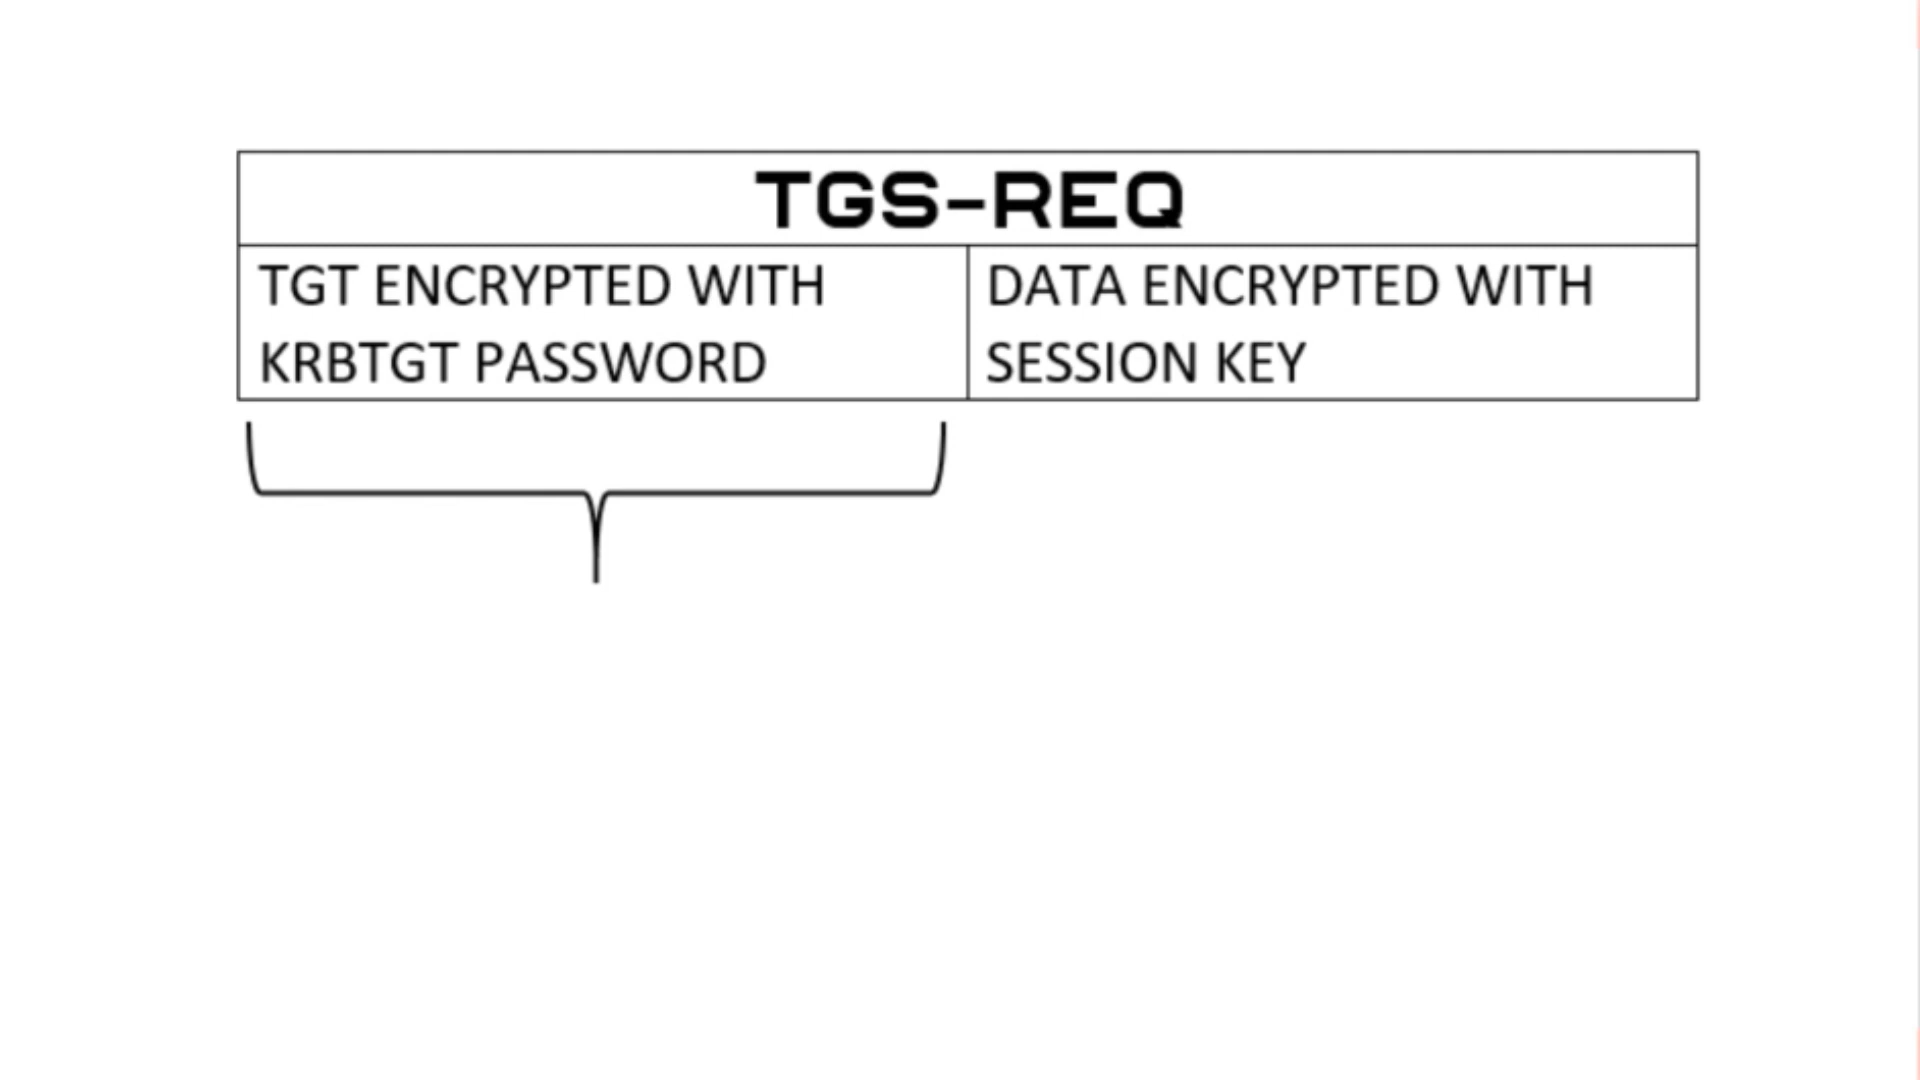 TGS-REQ
TGT ENCRYPTED WITH
KRBTGT PASSWORD
DATA ENCRYPTED WITH
SESSION KEY